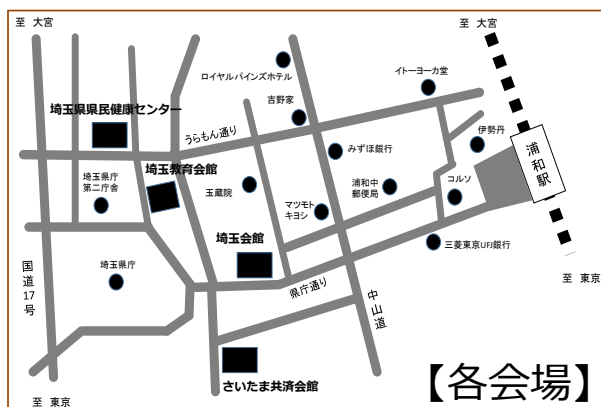 至 大宮
至 大宮
ロイヤルパインズホテル
イトーヨーカ堂
吉野家
埼玉県県民健康センター
うらもん通り
伊勢丹
みずほ銀行
埼玉教育会館
浦和駅
埼玉県庁
第二庁舎
玉蔵院
浦和中
郵便局
コルソ
マツモト
キヨシ
埼玉会館
三菱東京UFJ銀行
国道17号
埼玉県庁
県庁通り
中山道
至 東京
さいたま共済会館
【各会場】
至 東京